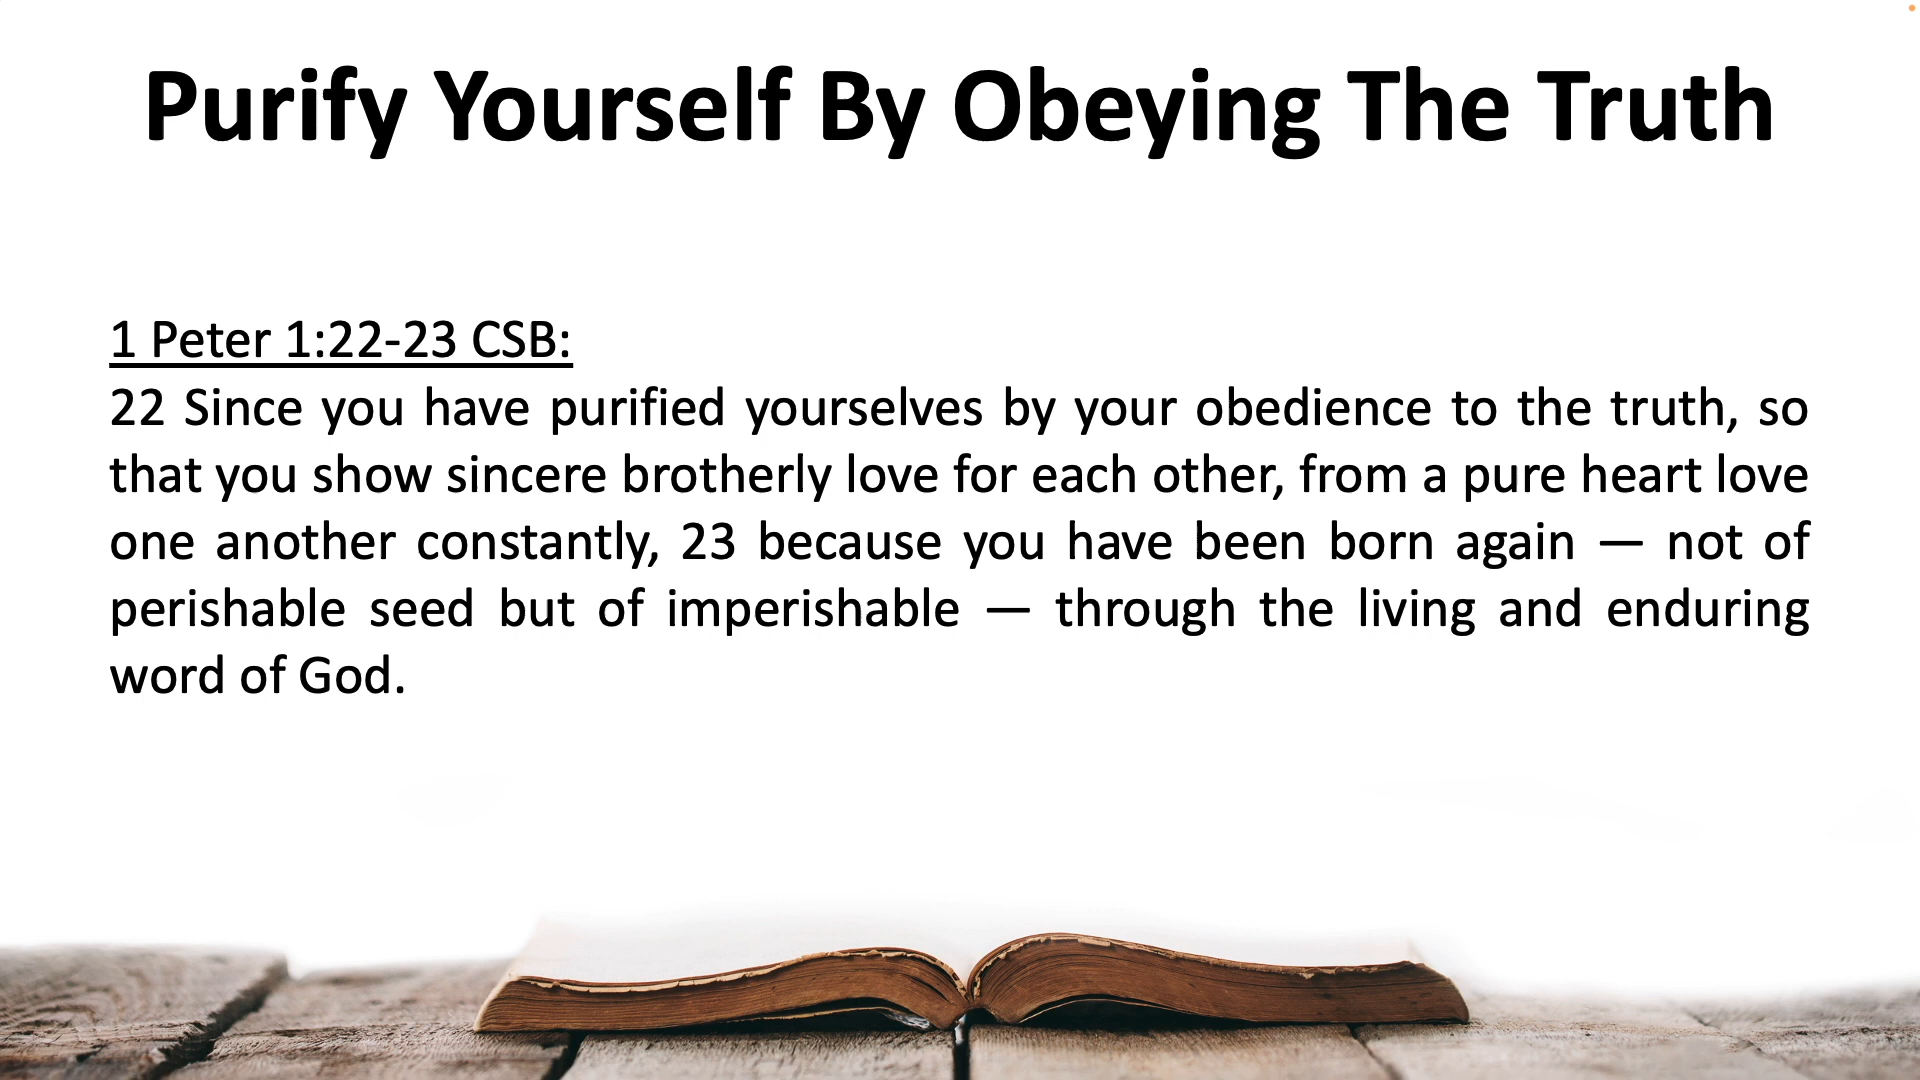 Purify Yourself By Obeying The Truth
1 Peter 1:22-23 CSB:
22 Since you have purified yourselves by your obedience to the truth, so
that you show sincere brotherly love for each other, from a pure heart love
one another constantly, 23 because you have been born again — not of
perishable seed but of imperishable — through the living and enduring
word of God.